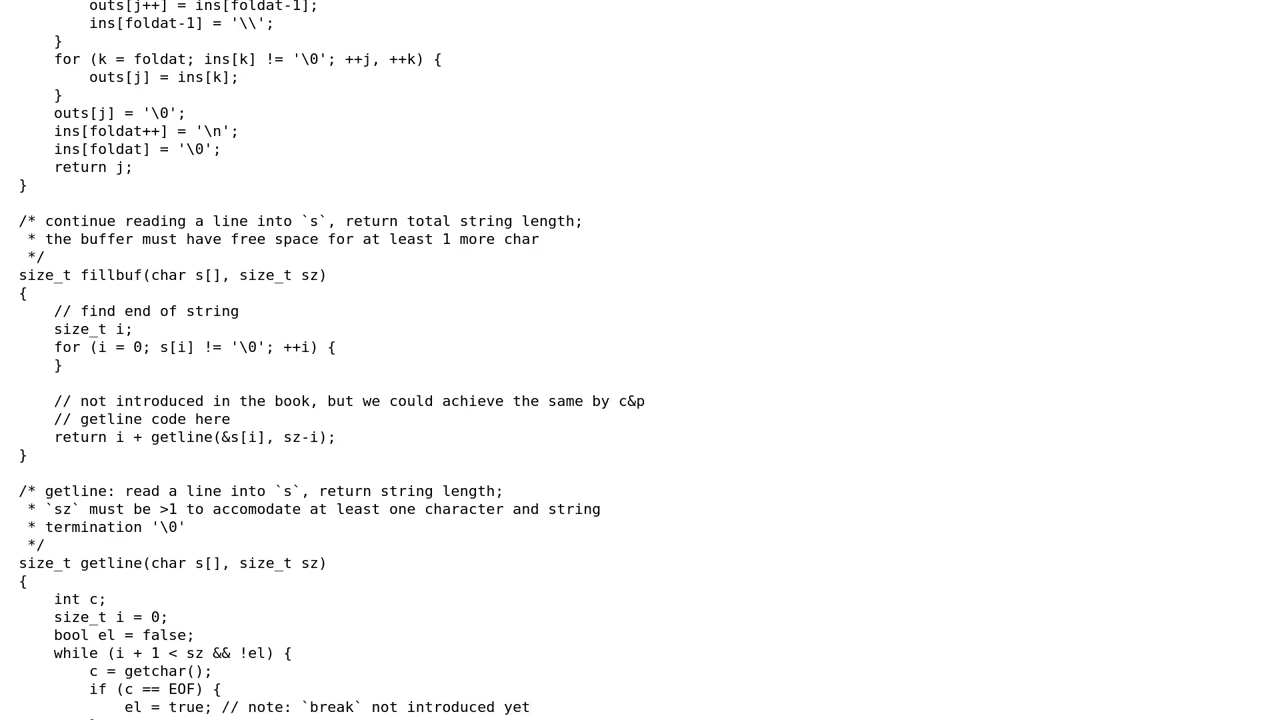 outs[j++] = ins[foldat-1];
ins[foldat-1] = '\\';
}
for (k = foldat; ins[k] != '\0'; ++j, ++k) {
outs[j] = ins[k];
}
outs[j] = '\0';
ins[foldat++] = '\n';
ins[foldat] = '\0';
return j;
}
/* continue reading a line into `s`, return total string length;
* the buffer must have free space for at least 1 more char
*/
size_t fillbuf(char s[], size_t sz)
{
// find end of string
size_t i;
for (i = 0; s[i] != '\0'; ++i) {
}
// not introduced in the book, but we could achieve the same by c&p
// getline code here
return i + getline(&s[i], sz-i);
}
/* getline: read a line into `s`, return string length;
* `sz` must be >1 to accomodate at least one character and string
* termination '\0'
*/
size_t getline(char s[], size_t sz)
{
int c;
size_t i = 0;
bool el = false;
while (i + 1 < sz && !el) {
c = getchar();
if (c == EOF) {
el = true; // note: `break` not introduced yet